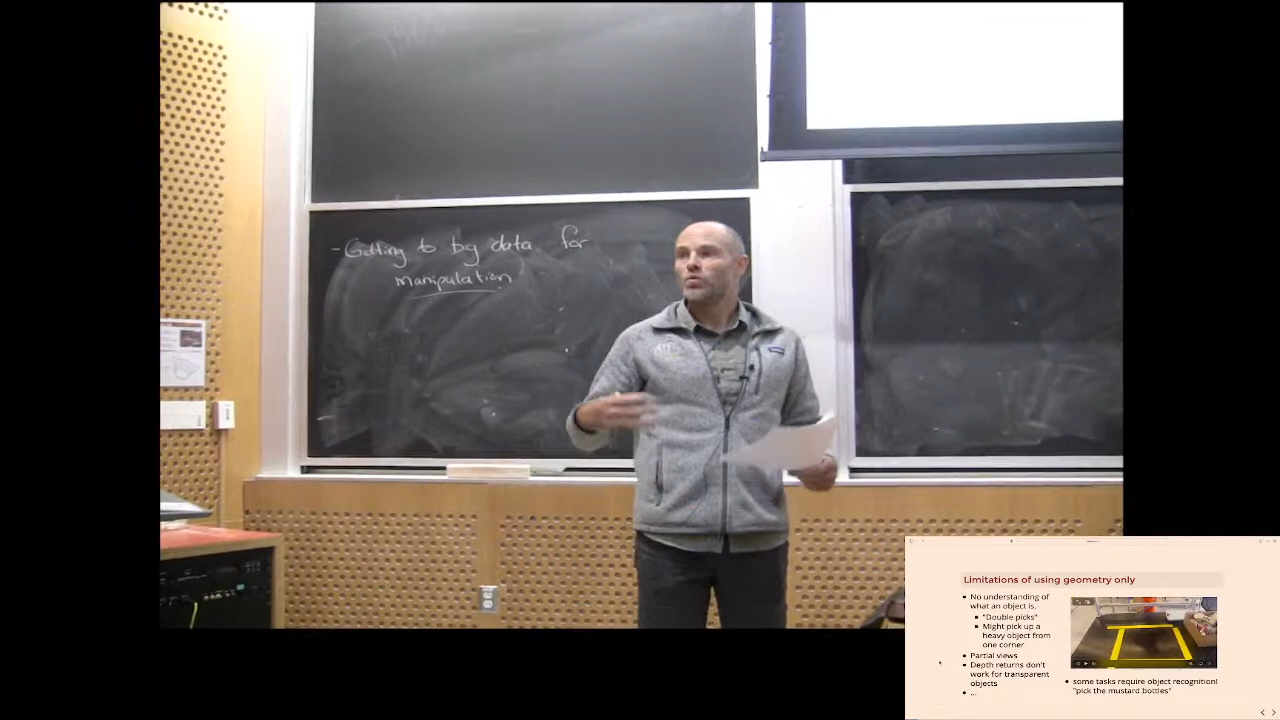 - Getting to big data for
manipulation
Limitations of using geometry only
• No understanding of
what an object is.
▪ "Double picks"
▪ Might pick up a
heavy object from
one corner
• Partial views
• Depth returns don't
work for transparent
objects
• ...
• some tasks require object recognition!
"pick the mustard bottles"